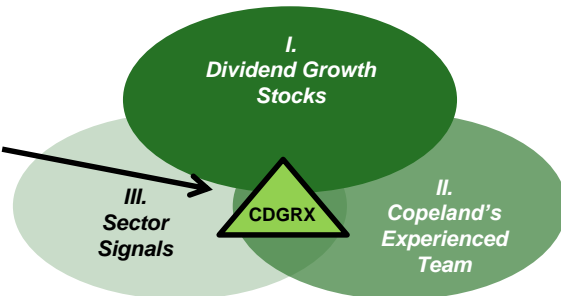 I.
Dividend Growth
Stocks
III.
Sector
Signals
CDGRX
II.
Copeland's
Experienced
Team